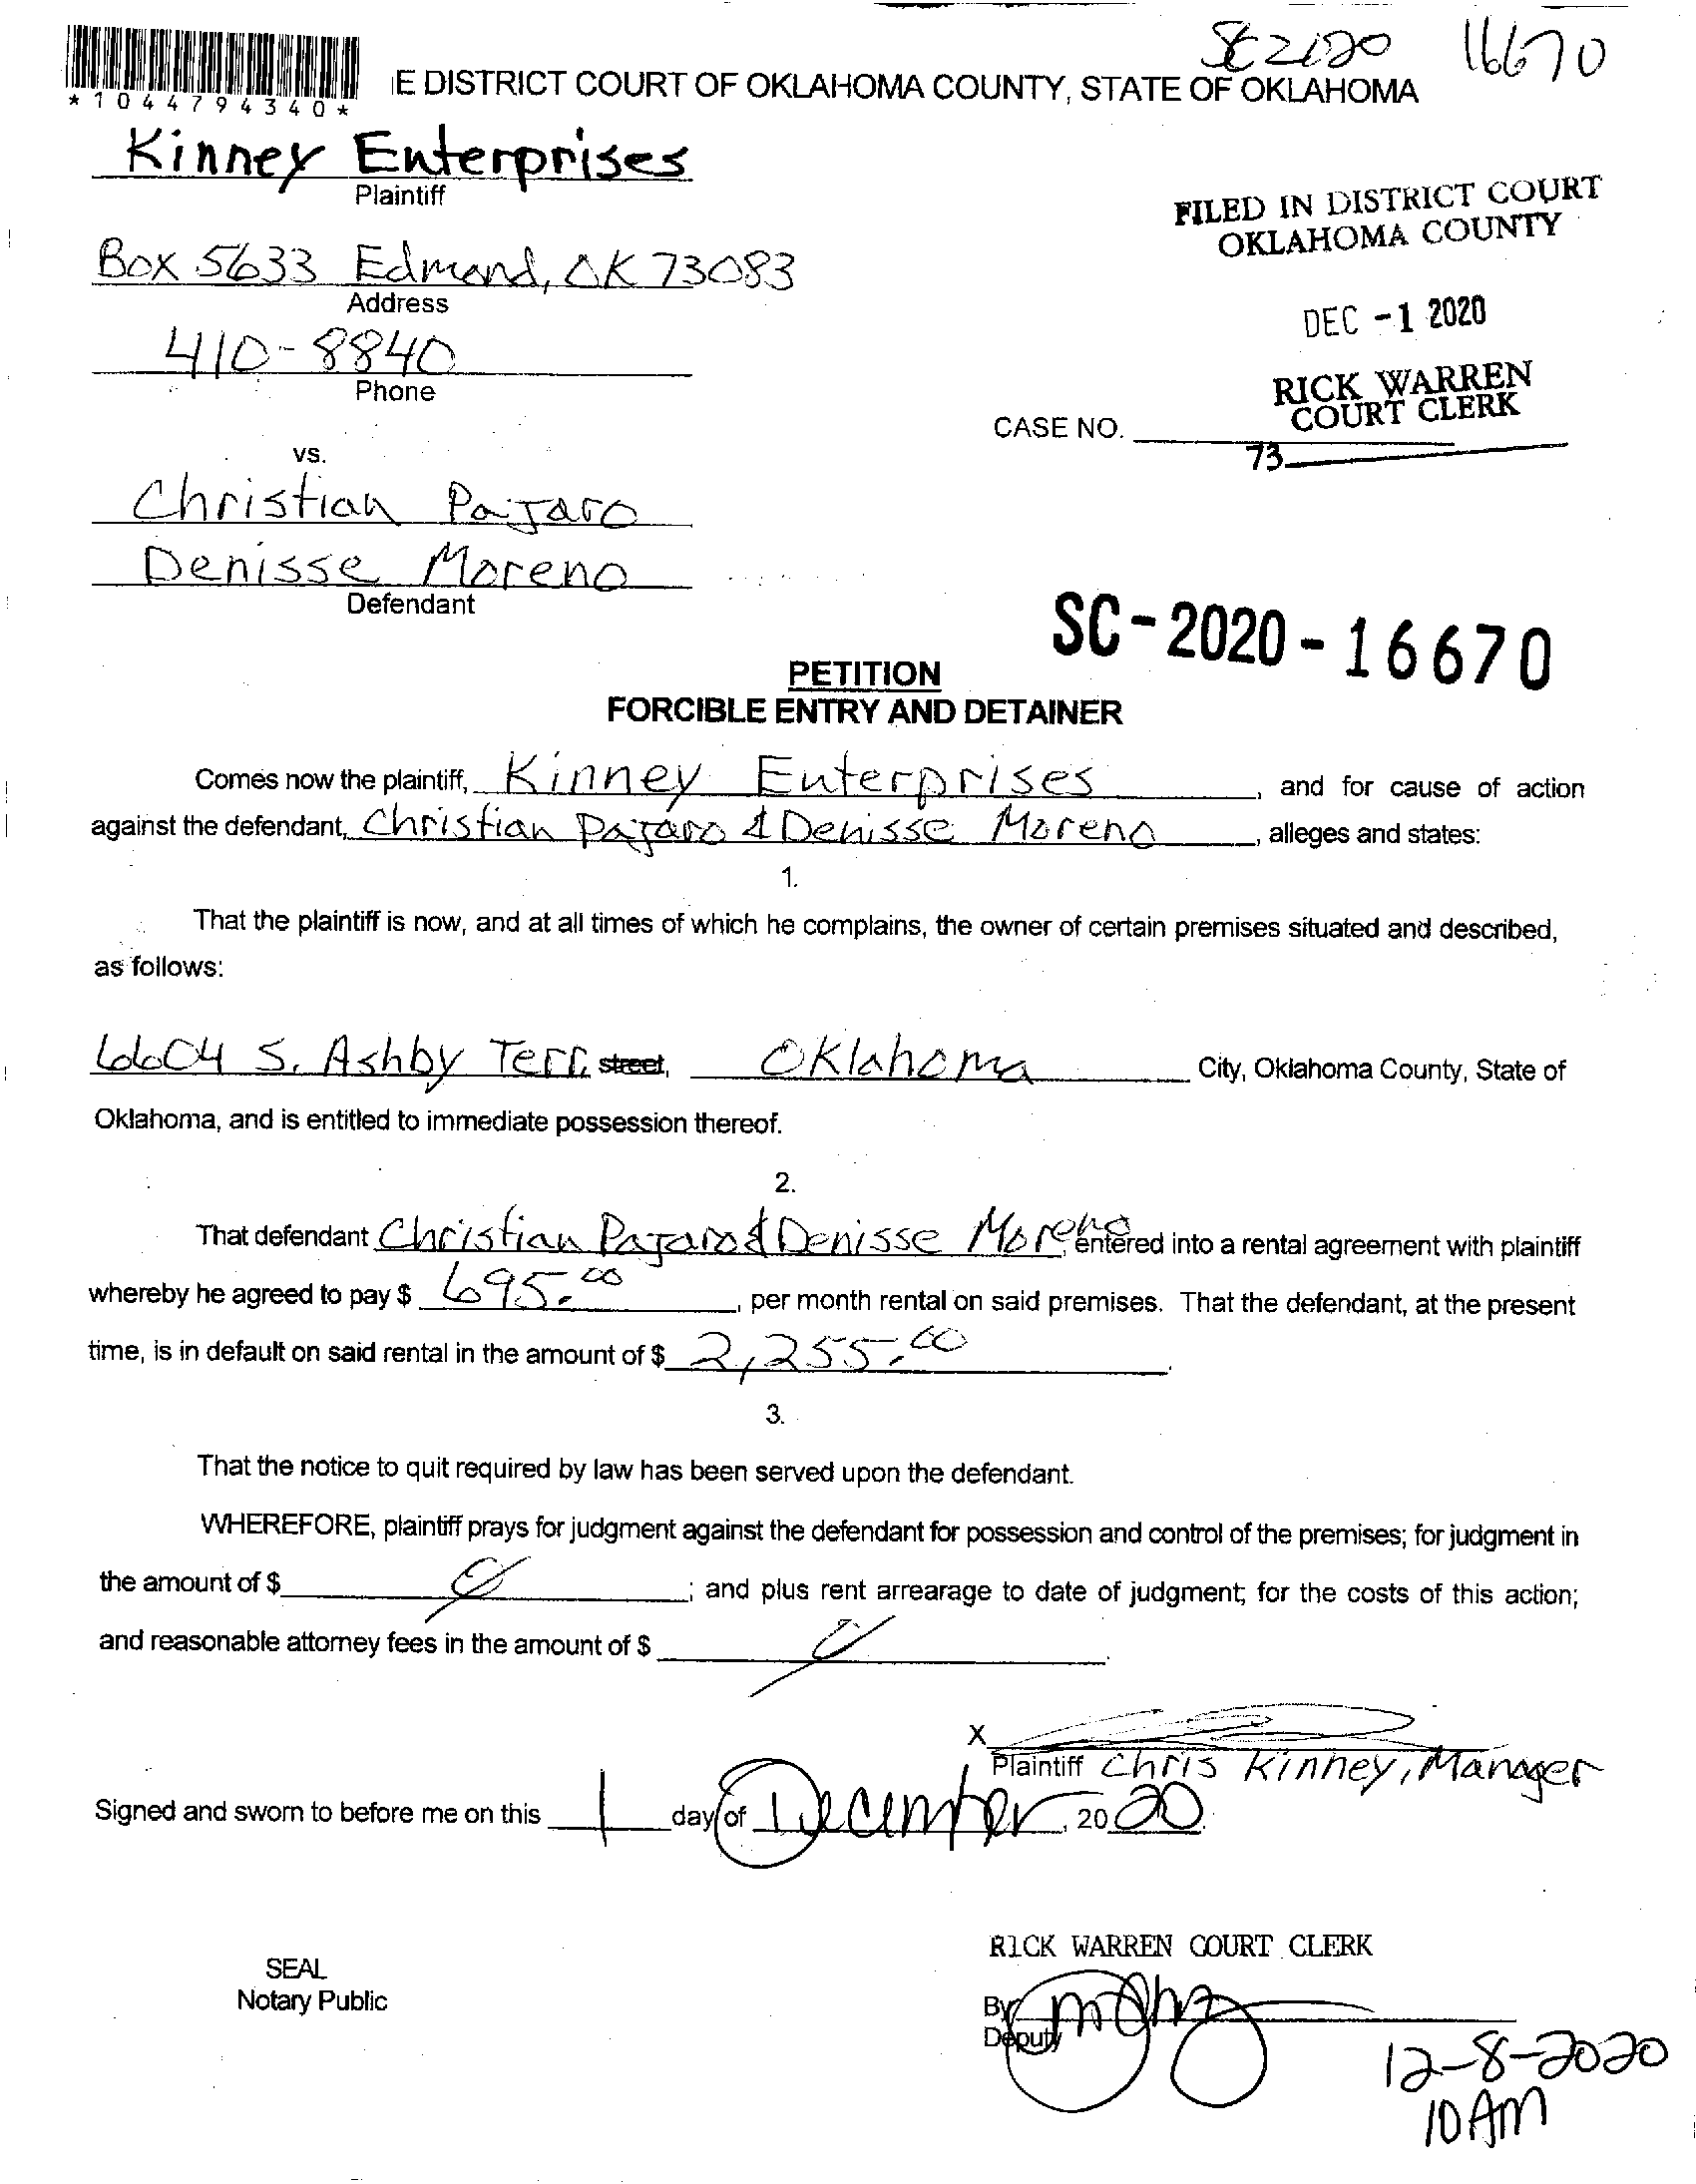 SC2020 16670
*1044794340*
E DISTRICT COURT OF OKLAHOMA COUNTY, STATE OF OKLAHOMA
Kinney Enterprises
Plaintiff
FILED IN DISTRICT COURT
OKLAHOMA COUNTY
Box 5633 Edmond, OK 73083
Address
DEC -1 2020
410-8840
Phone
RICK WARREN
COURT CLERK
CASE NO.
73
vs.
Christian Pajaro
Denisse Moreno
Defendant
SC-2020-16670
PETITION
FORCIBLE ENTRY AND DETAINER
Comes now the plaintiff, Kinney Enterprises, and for cause of action
against the defendant, Christian Pajaro & Denisse Moreno, alleges and states:
1.
That the plaintiff is now, and at all times of which he complains, the owner of certain premises situated and described,
as follows:
6604 S. Ashby Terr. street, Oklahoma City, Oklahoma County, State of
Oklahoma, and is entitled to immediate possession thereof.
2.
That defendant Christian Pajaro & Denisse Moreno, entered into a rental agreement with plaintiff
whereby he agreed to pay $ 695.00, per month rental on said premises. That the defendant, at the present
time, is in default on said rental in the amount of $ 2,255.00.
3.
That the notice to quit required by law has been served upon the defendant.
WHEREFORE, plaintiff prays for judgment against the defendant for possession and control of the premises; for judgment in
the amount of $ 0; and plus rent arrearage to date of judgment; for the costs of this action;
and reasonable attorney fees in the amount of $ 0.
X
Plaintiff Chris Kinney, Manager
Signed and sworn to before me on this 1 day of December, 2020.
RICK WARREN COURT CLERK
SEAL
Notary Public
By
Deputy
12-8-2020
10 AM